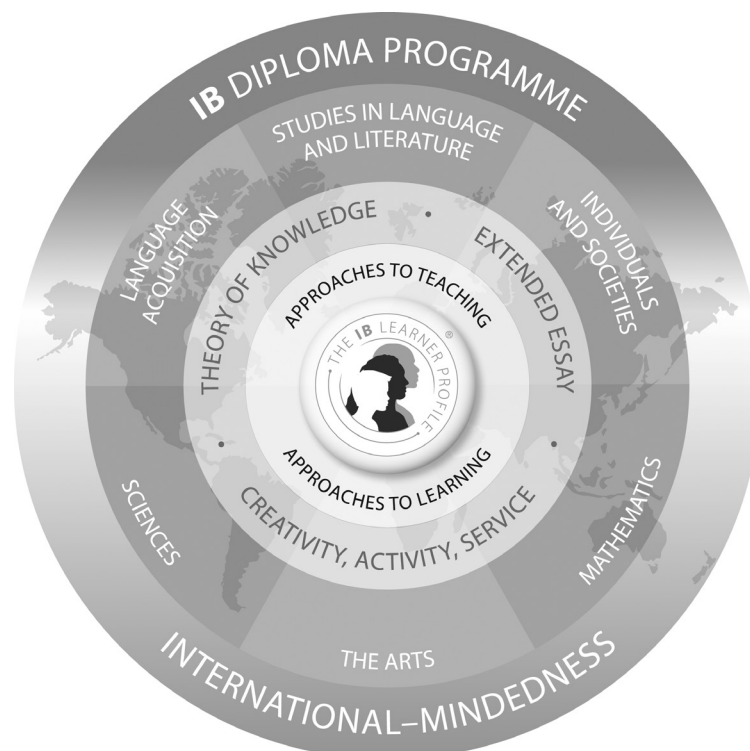 IB DIPLOMA PROGRAMME
STUDIES IN LANGUAGE
AND LITERATURE
LANGUAGE
ACQUISITION
INDIVIDUALS
AND SOCIETIES
THEORY OF KNOWLEDGE
EXTENDED ESSAY
APPROACHES TO TEACHING
THE IB LEARNER PROFILE ®
APPROACHES TO LEARNING
CREATIVITY, ACTIVITY, SERVICE
SCIENCES
MATHEMATICS
THE ARTS
INTERNATIONAL–MINDEDNESS